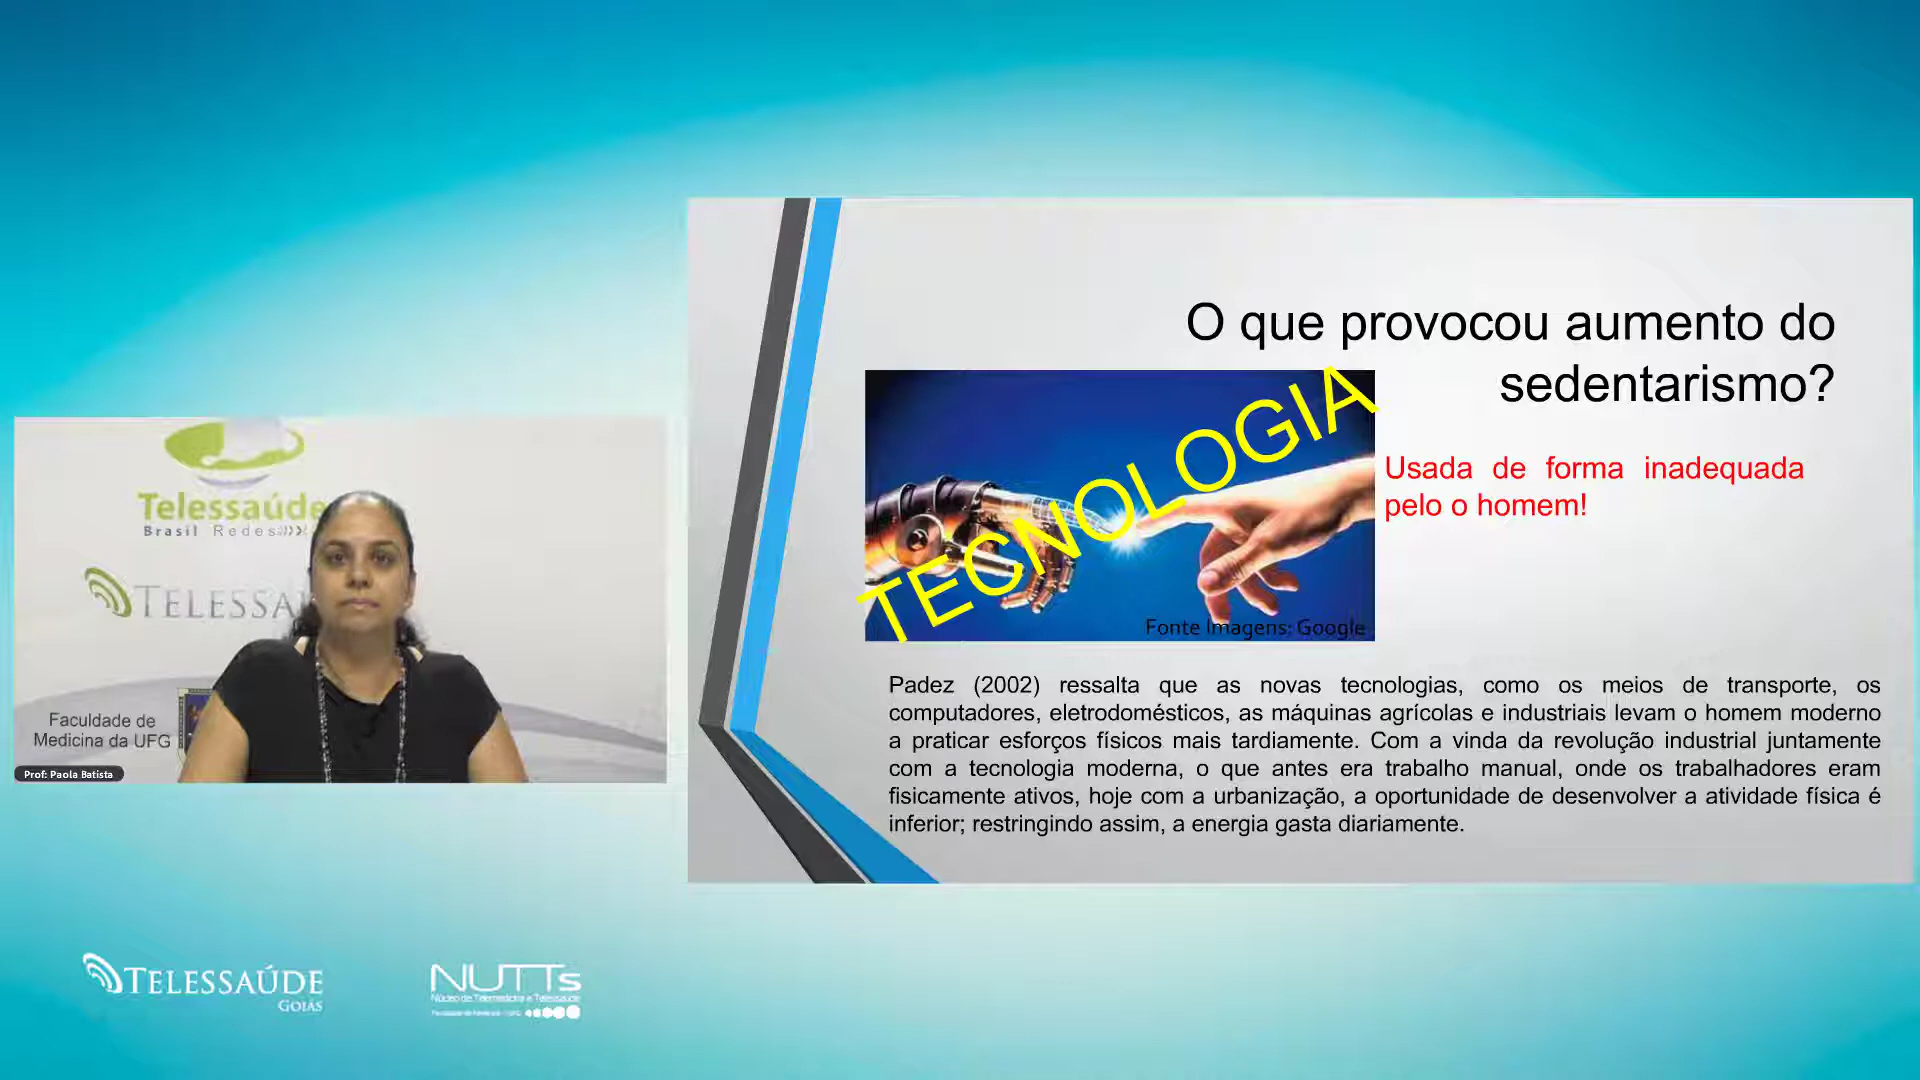 O que provocou aumento do
sedentarismo?
TECNOLOGIA
Usada de forma inadequada
pelo o homem!
Fonte Imagens: Google
Padez (2002) ressalta que as novas tecnologias, como os meios de transporte, os
computadores, eletrodomésticos, as máquinas agrícolas e industriais levam o homem moderno
a praticar esforços físicos mais tardiamente. Com a vinda da revolução industrial juntamente
com a tecnologia moderna, o que antes era trabalho manual, onde os trabalhadores eram
fisicamente ativos, hoje com a urbanização, a oportunidade de desenvolver a atividade física é
inferior; restringindo assim, a energia gasta diariamente.
Telessaúde
Brasil Redes
TELESSA
Faculdade de
Medicina da UFG
Prof: Paola Batista
TELESSAÚDE
GOIÁS
NUTTs
Núcleo de Telemedicina e Telessaúde